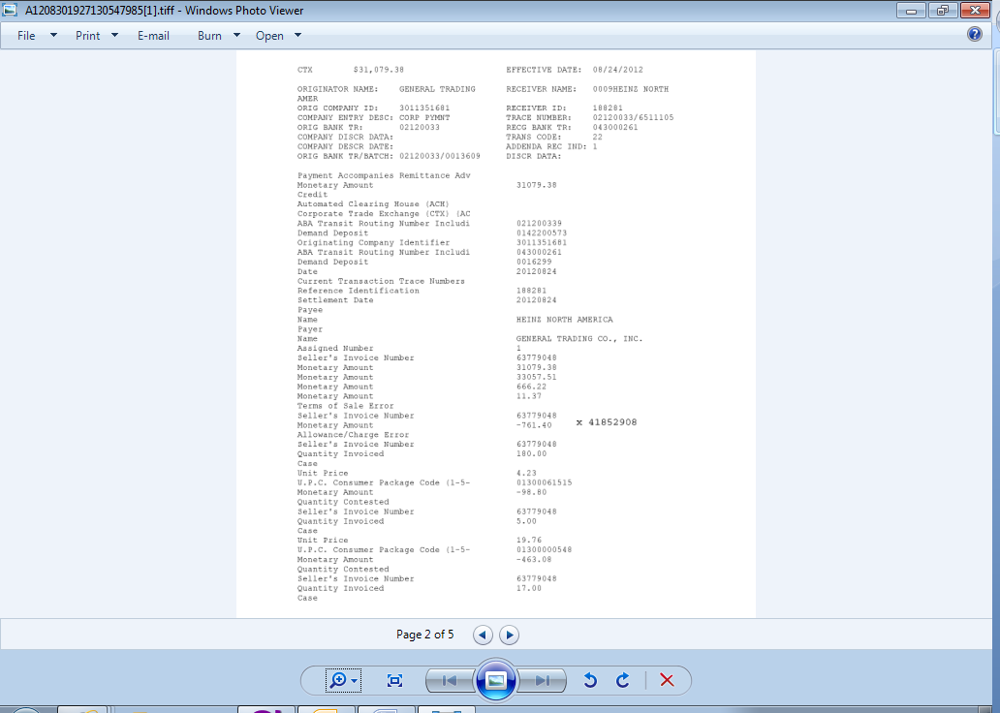 A1208301927130547985[1].tiff - Windows Photo Viewer
File Print E-mail Burn Open
CTX $31,079.38 EFFECTIVE DATE: 08/24/2012
ORIGINATOR NAME: GENERAL TRADING RECEIVER NAME: 0009HEINZ NORTH
AMER
ORIG COMPANY ID: 3011351681 RECEIVER ID: 188281
COMPANY ENTRY DESC: CORP PYMNT TRACE NUMBER: 02120033/6511105
ORIG BANK TR: 02120033 RECG BANK TR: 043000261
COMPANY DISCR DATA: TRANS CODE: 22
COMPANY DESCR DATE: ADDENDA REC IND: 1
ORIG BANK TR/BATCH: 02120033/0013609 DISCR DATA:
Payment Accompanies Remittance Adv
Monetary Amount 31079.38
Credit
Automated Clearing House (ACH)
Corporate Trade Exchange (CTX) (AC
ABA Transit Routing Number Includi 021200339
Demand Deposit 0142200573
Originating Company Identifier 3011351681
ABA Transit Routing Number Includi 043000261
Demand Deposit 0016299
Date 20120824
Current Transaction Trace Numbers
Reference Identification 188281
Settlement Date 20120824
Payee
Name HEINZ NORTH AMERICA
Payer
Name GENERAL TRADING CO., INC.
Assigned Number 1
Seller's Invoice Number 63779048
Monetary Amount 31079.38
Monetary Amount 33057.51
Monetary Amount 666.22
Monetary Amount 11.37
Terms of Sale Error
Seller's Invoice Number 63779048
Monetary Amount -761.40 x 41852908
Allowance/Charge Error
Seller's Invoice Number 63779048
Quantity Invoiced 180.00
Case
Unit Price 4.23
U.P.C. Consumer Package Code (1-5- 01300061515
Monetary Amount -98.80
Quantity Contested
Seller's Invoice Number 63779048
Quantity Invoiced 5.00
Case
Unit Price 19.76
U.P.C. Consumer Package Code (1-5- 01300000548
Monetary Amount -463.08
Quantity Contested
Seller's Invoice Number 63779048
Quantity Invoiced 17.00
Case
Page 2 of 5